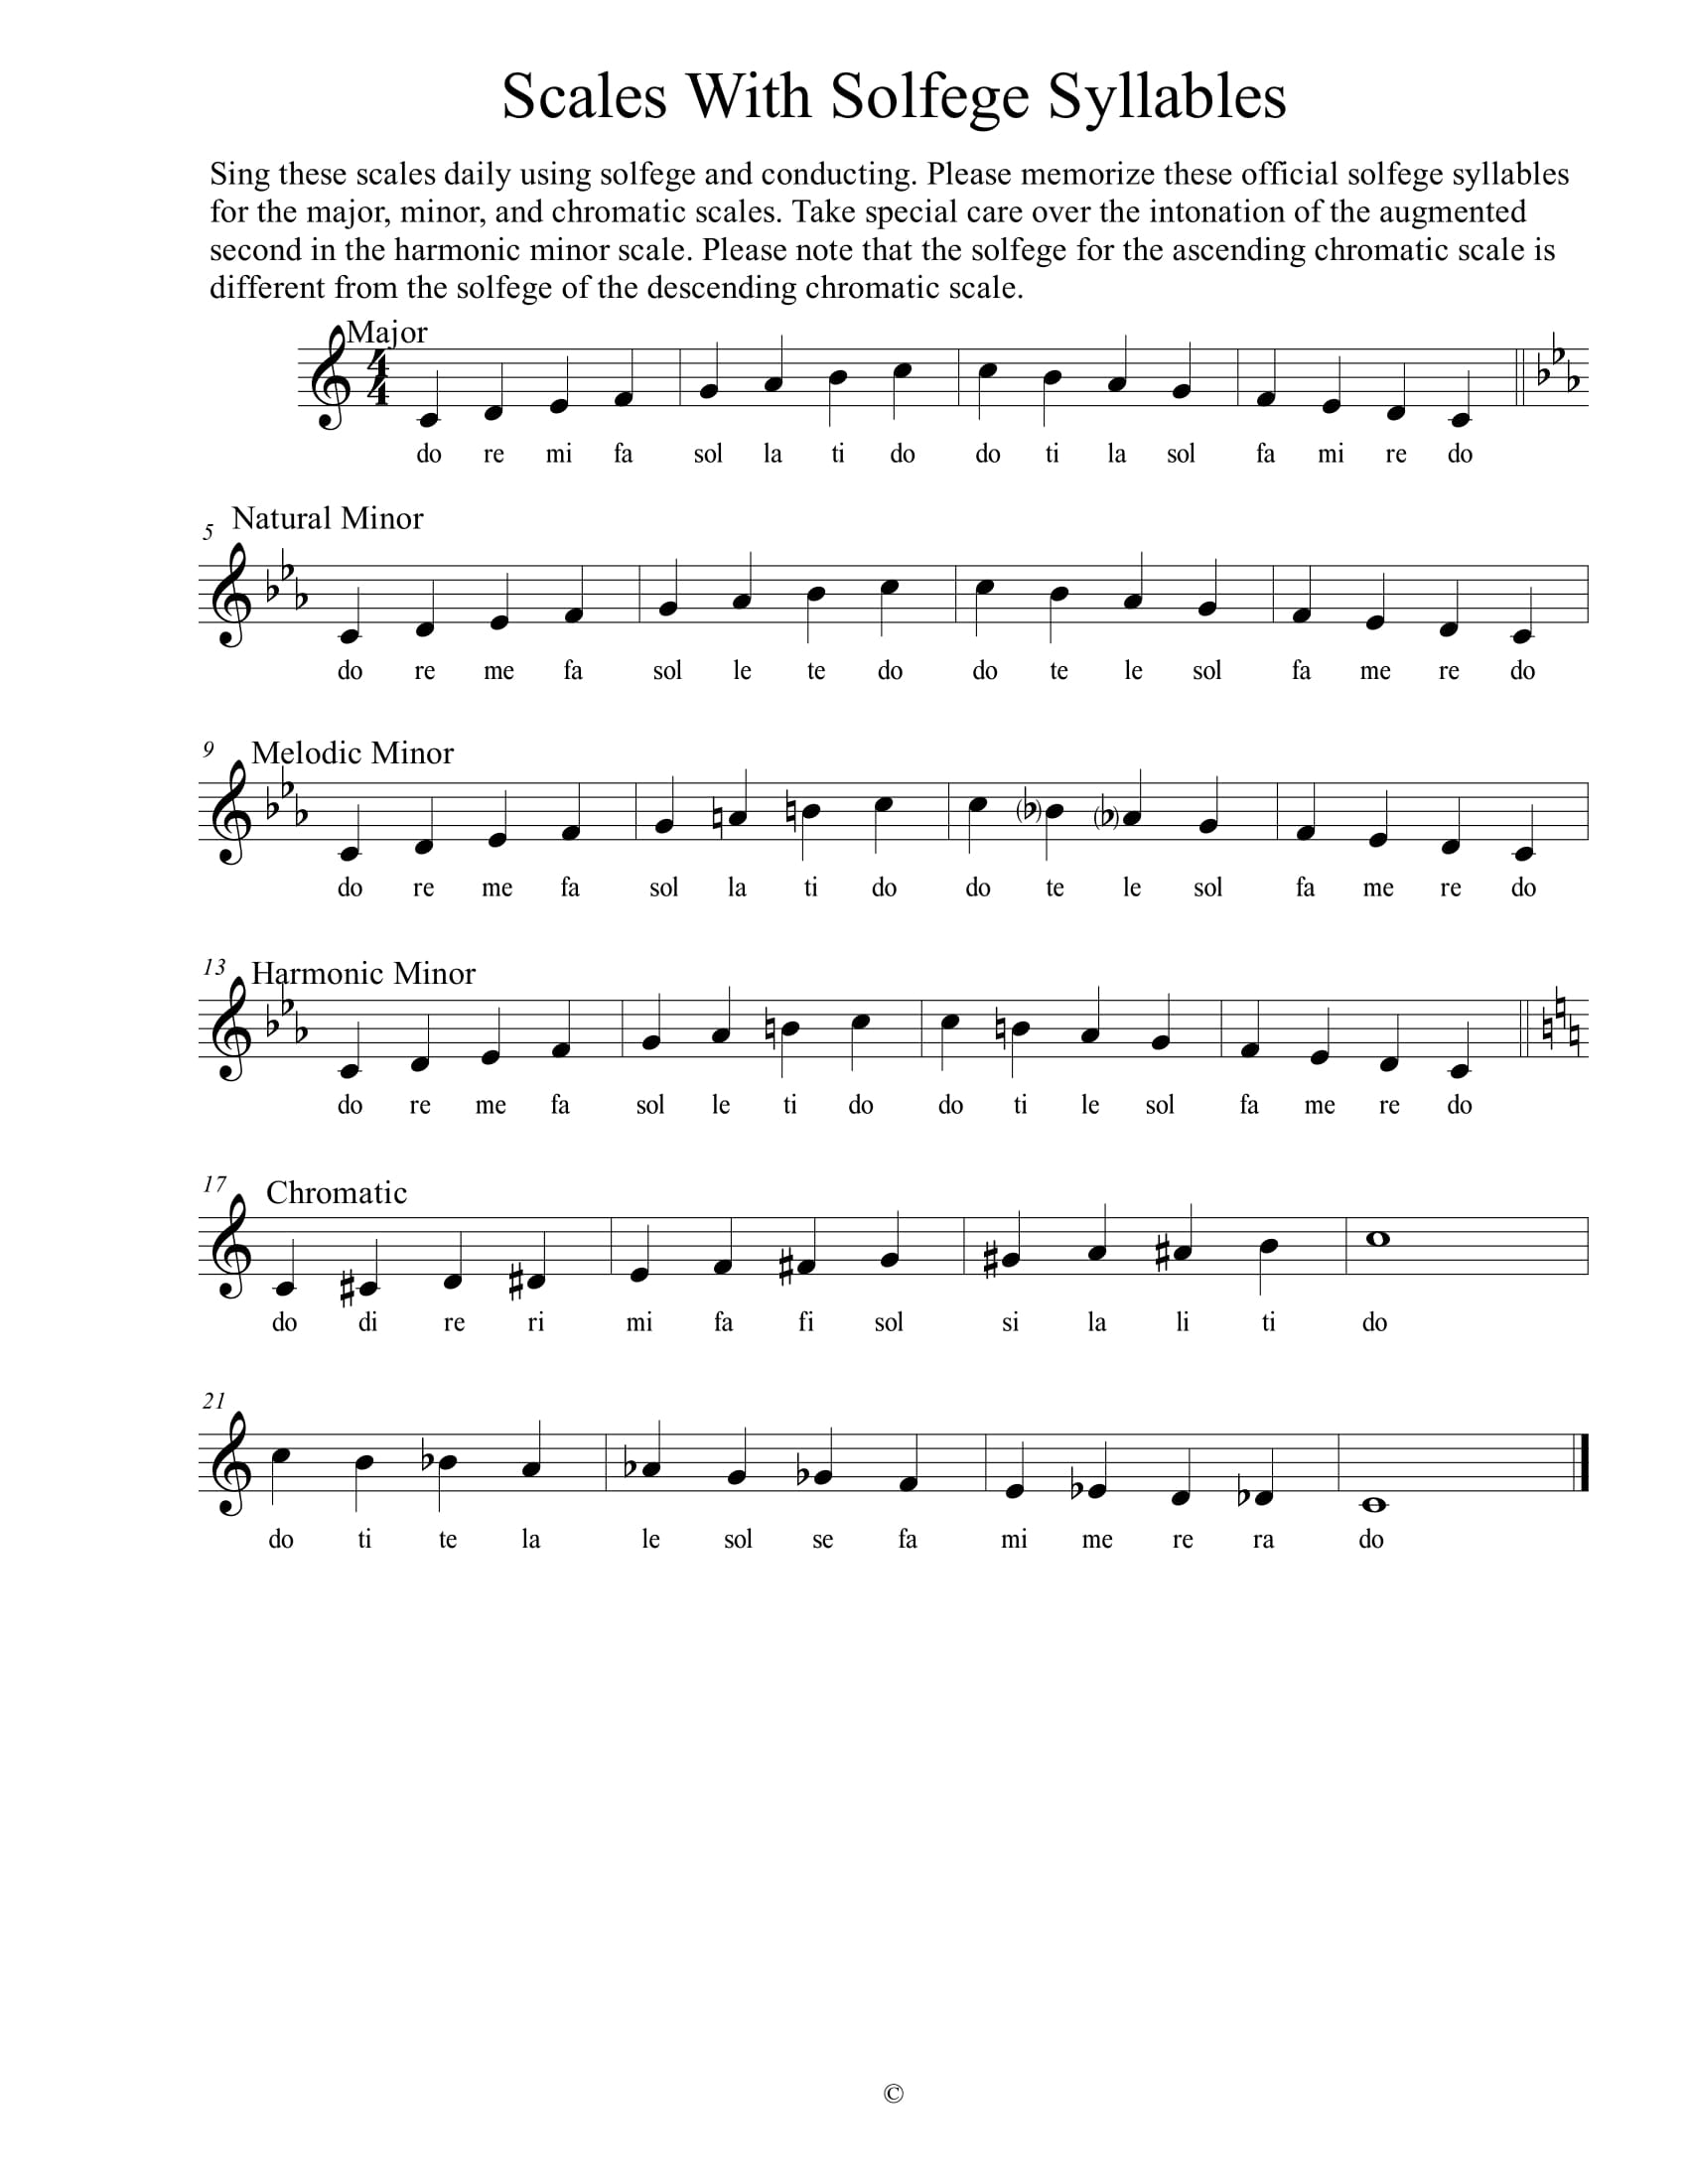 Scales With Solfege Syllables
Sing these scales daily using solfege and conducting. Please memorize these official solfege syllables
for the major, minor, and chromatic scales. Take special care over the intonation of the augmented
second in the harmonic minor scale. Please note that the solfege for the ascending chromatic scale is
different from the solfege of the descending chromatic scale.
Major
4
4
do re mi fa sol la ti do do ti la sol fa mi re do
5 Natural Minor
do re me fa sol le te do do te le sol fa me re do
9 Melodic Minor
do re me fa sol la ti do do te le sol fa me re do
13 Harmonic Minor
do re me fa sol le ti do do ti le sol fa me re do
17 Chromatic
do di re ri mi fa fi sol si la li ti do
21
do ti te la le sol se fa mi me re ra do
©